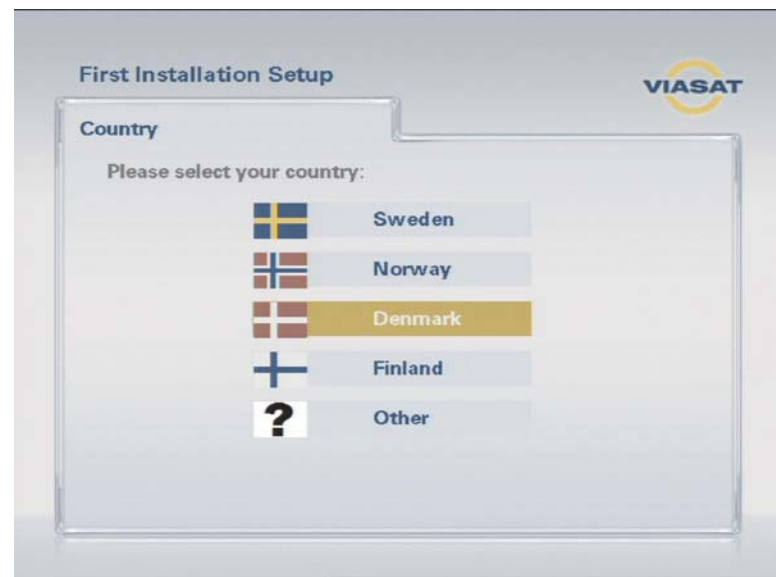 First Installation Setup
VIASAT
Country
Please select your country:
Sweden
Norway
Denmark
Finland
? Other